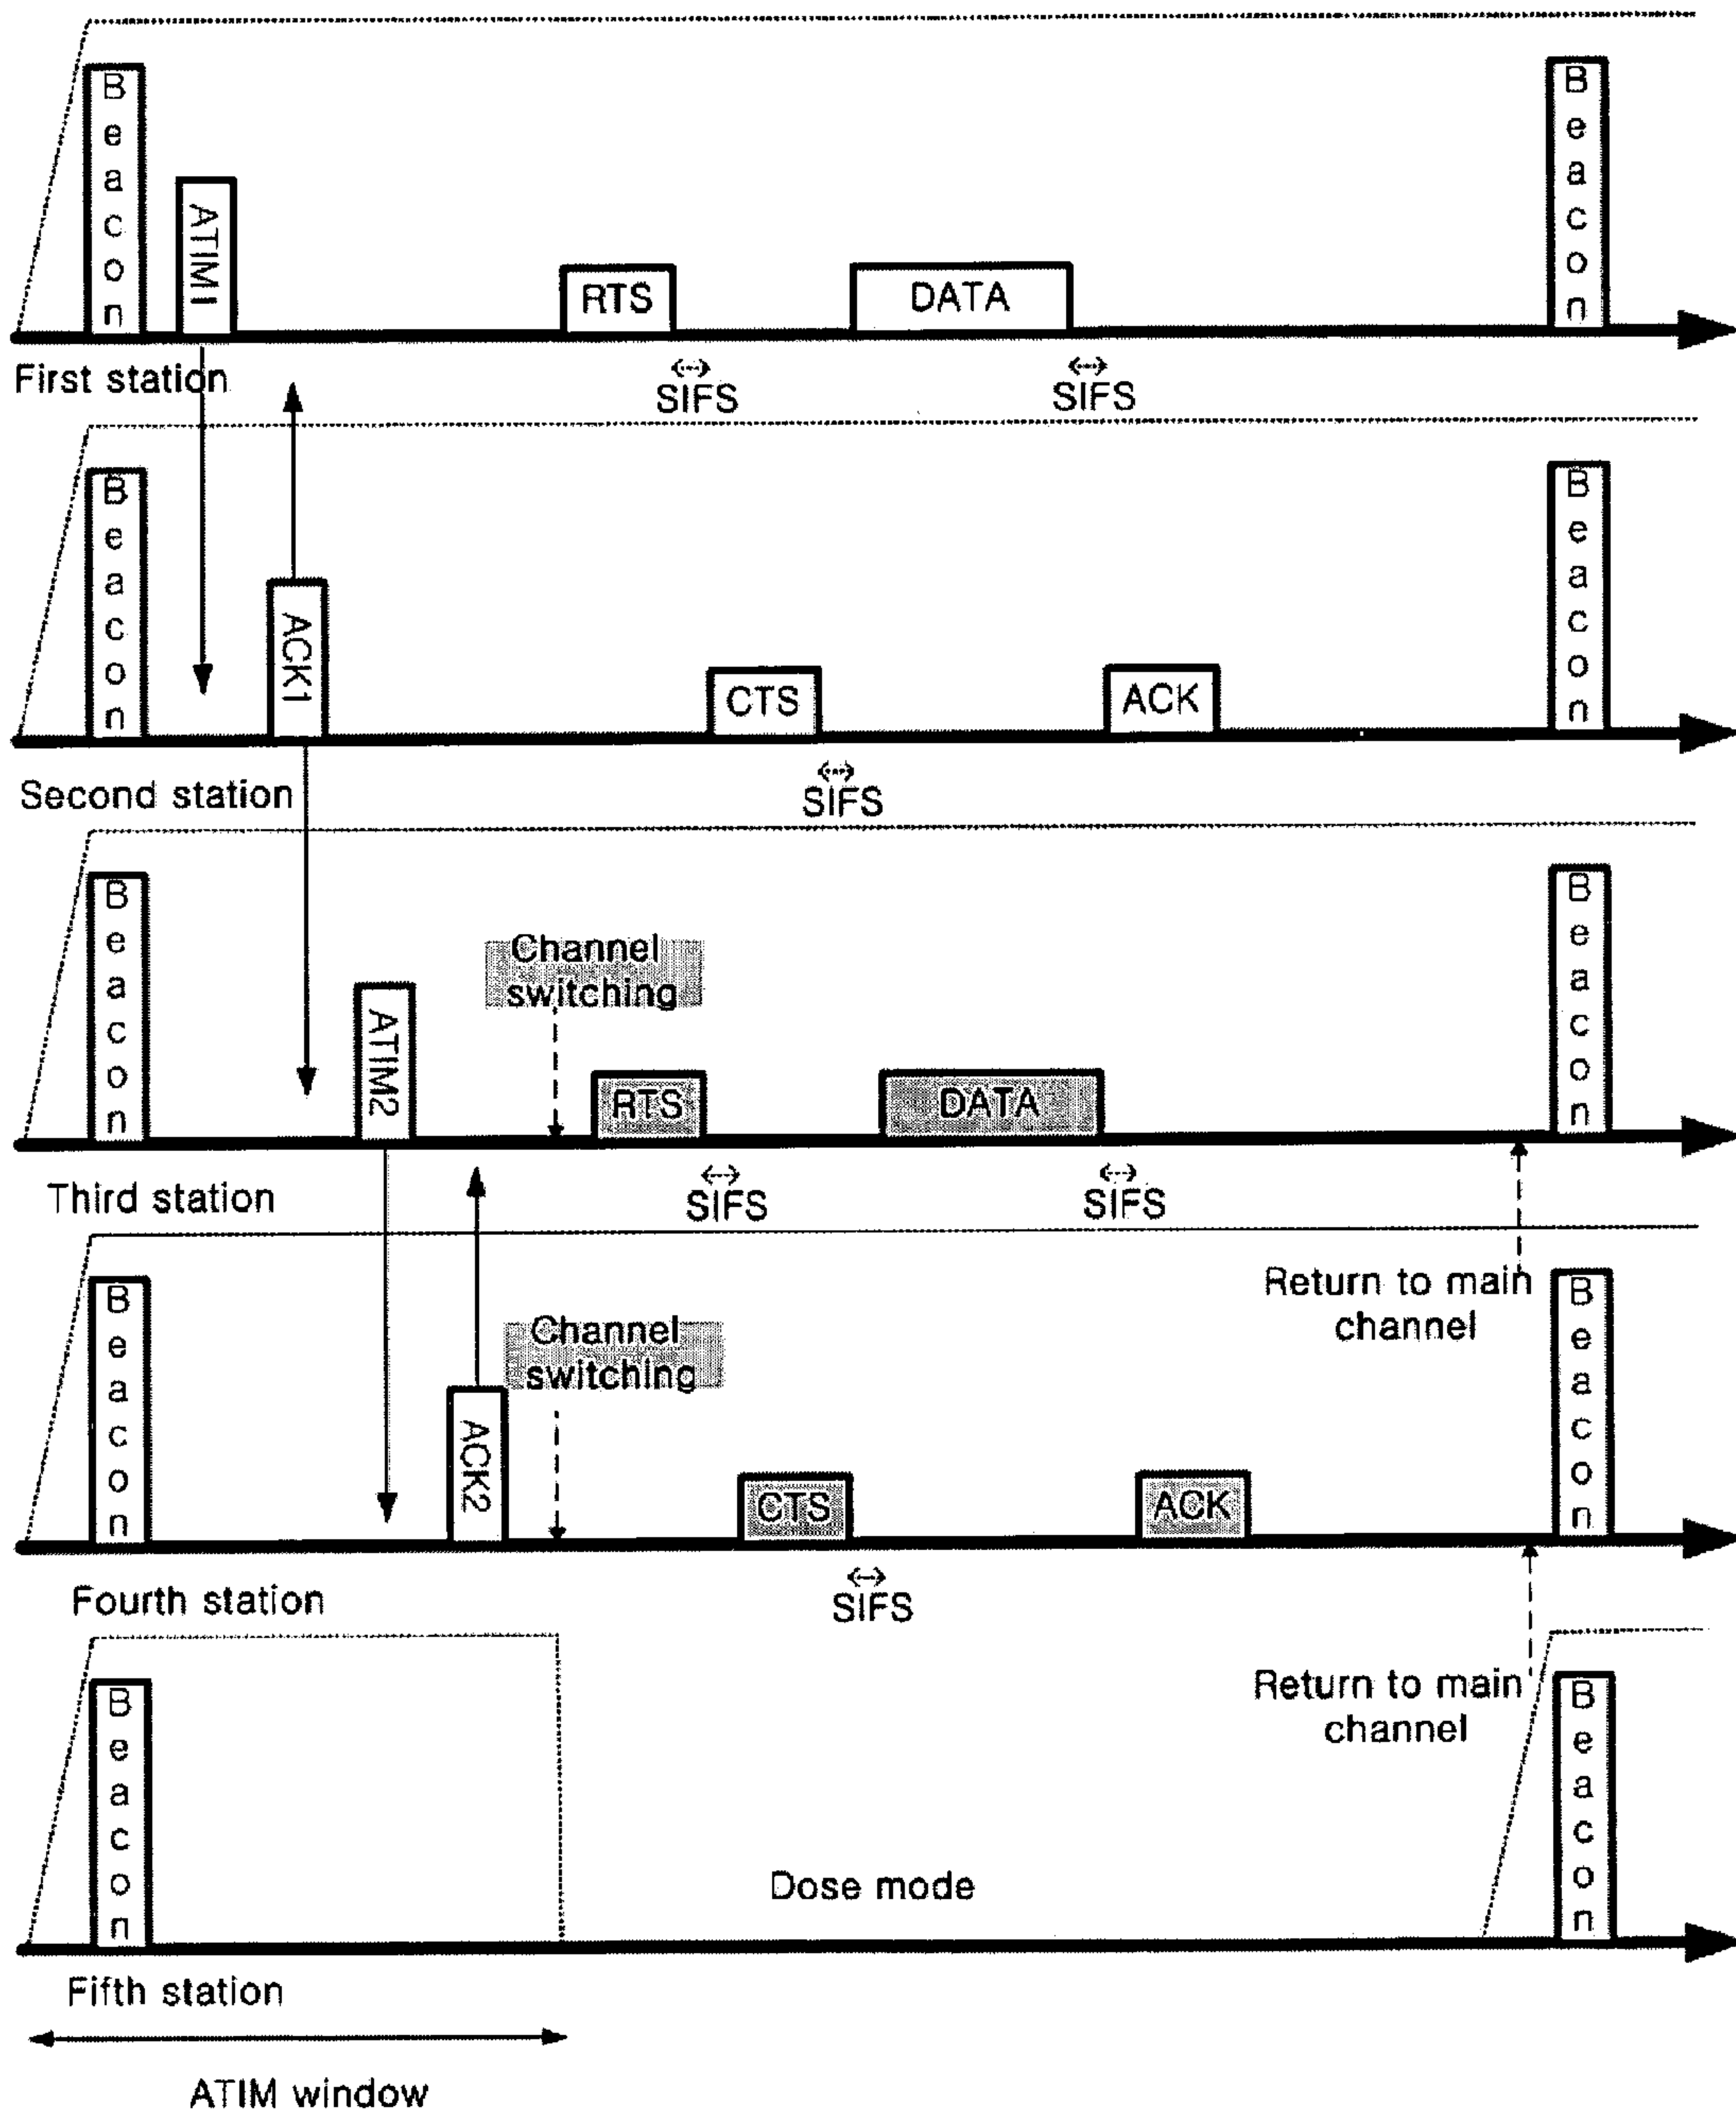 Beacon
ATIM1
RTS
DATA
Beacon
First station
SIFS
SIFS
Beacon
ACK1
CTS
ACK
Beacon
Second station
SIFS
Beacon
ATIM2
Channel
switching
RTS
DATA
Beacon
Third station
SIFS
SIFS
Return to main
channel
Beacon
ACK2
Channel
switching
CTS
ACK
Beacon
Fourth station
SIFS
Return to main
channel
Beacon
Dose mode
Beacon
Fifth station
ATIM window